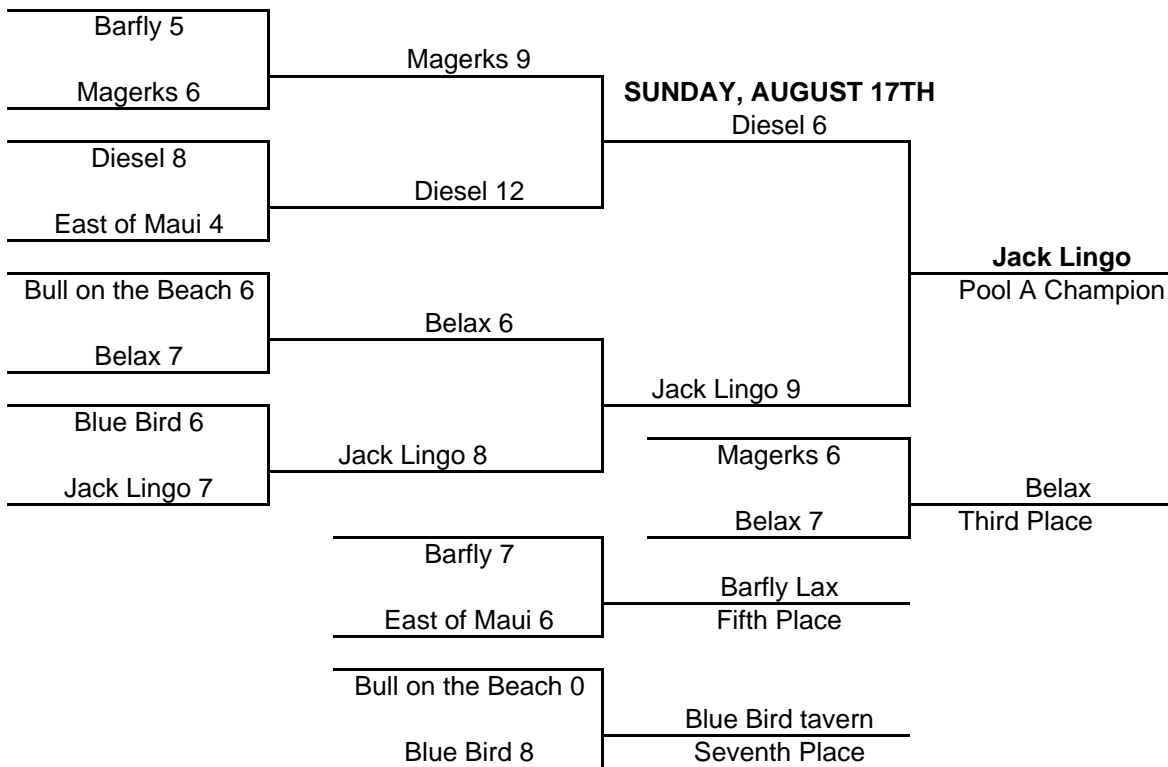 Barfly 5
Magerks 9
Magerks 6
SUNDAY, AUGUST 17TH
Diesel 6
Diesel 8
Diesel 12
East of Maui 4
Jack Lingo
Bull on the Beach 6
Pool A Champion
Belax 6
Belax 7
Jack Lingo 9
Blue Bird 6
Jack Lingo 8
Magerks 6
Jack Lingo 7
Belax
Belax 7
Third Place
Barfly 7
Barfly Lax
East of Maui 6
Fifth Place
Bull on the Beach 0
Blue Bird tavern
Blue Bird 8
Seventh Place